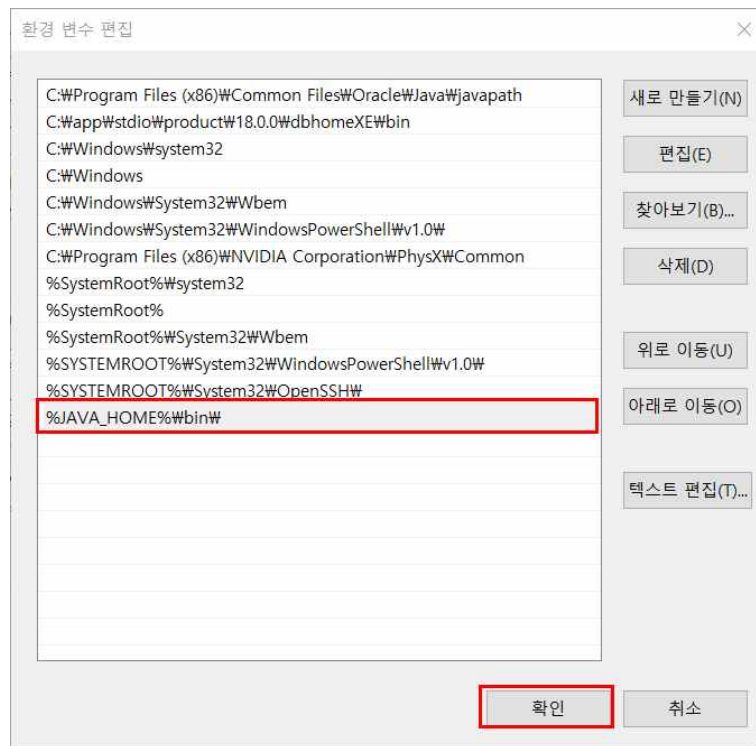 환경 변수 편집
C:₩Program Files (x86)₩Common Files₩Oracle₩Java₩javapath
C:₩app₩stdio₩product₩18.0.0₩dbhomeXE₩bin
C:₩Windows₩system32
C:₩Windows
C:₩Windows₩System32₩Wbem
C:₩Windows₩System32₩WindowsPowerShell₩v1.0₩
C:₩Program Files (x86)₩NVIDIA Corporation₩PhysX₩Common
%SystemRoot%₩system32
%SystemRoot%
%SystemRoot%₩System32₩Wbem
%SYSTEMROOT%₩System32₩WindowsPowerShell₩v1.0₩
%SYSTEMROOT%₩System32₩OpenSSH₩
%JAVA_HOME%₩bin₩
새로 만들기(N)
편집(E)
찾아보기(B)...
삭제(D)
위로 이동(U)
아래로 이동(O)
텍스트 편집(T)...
확인
취소